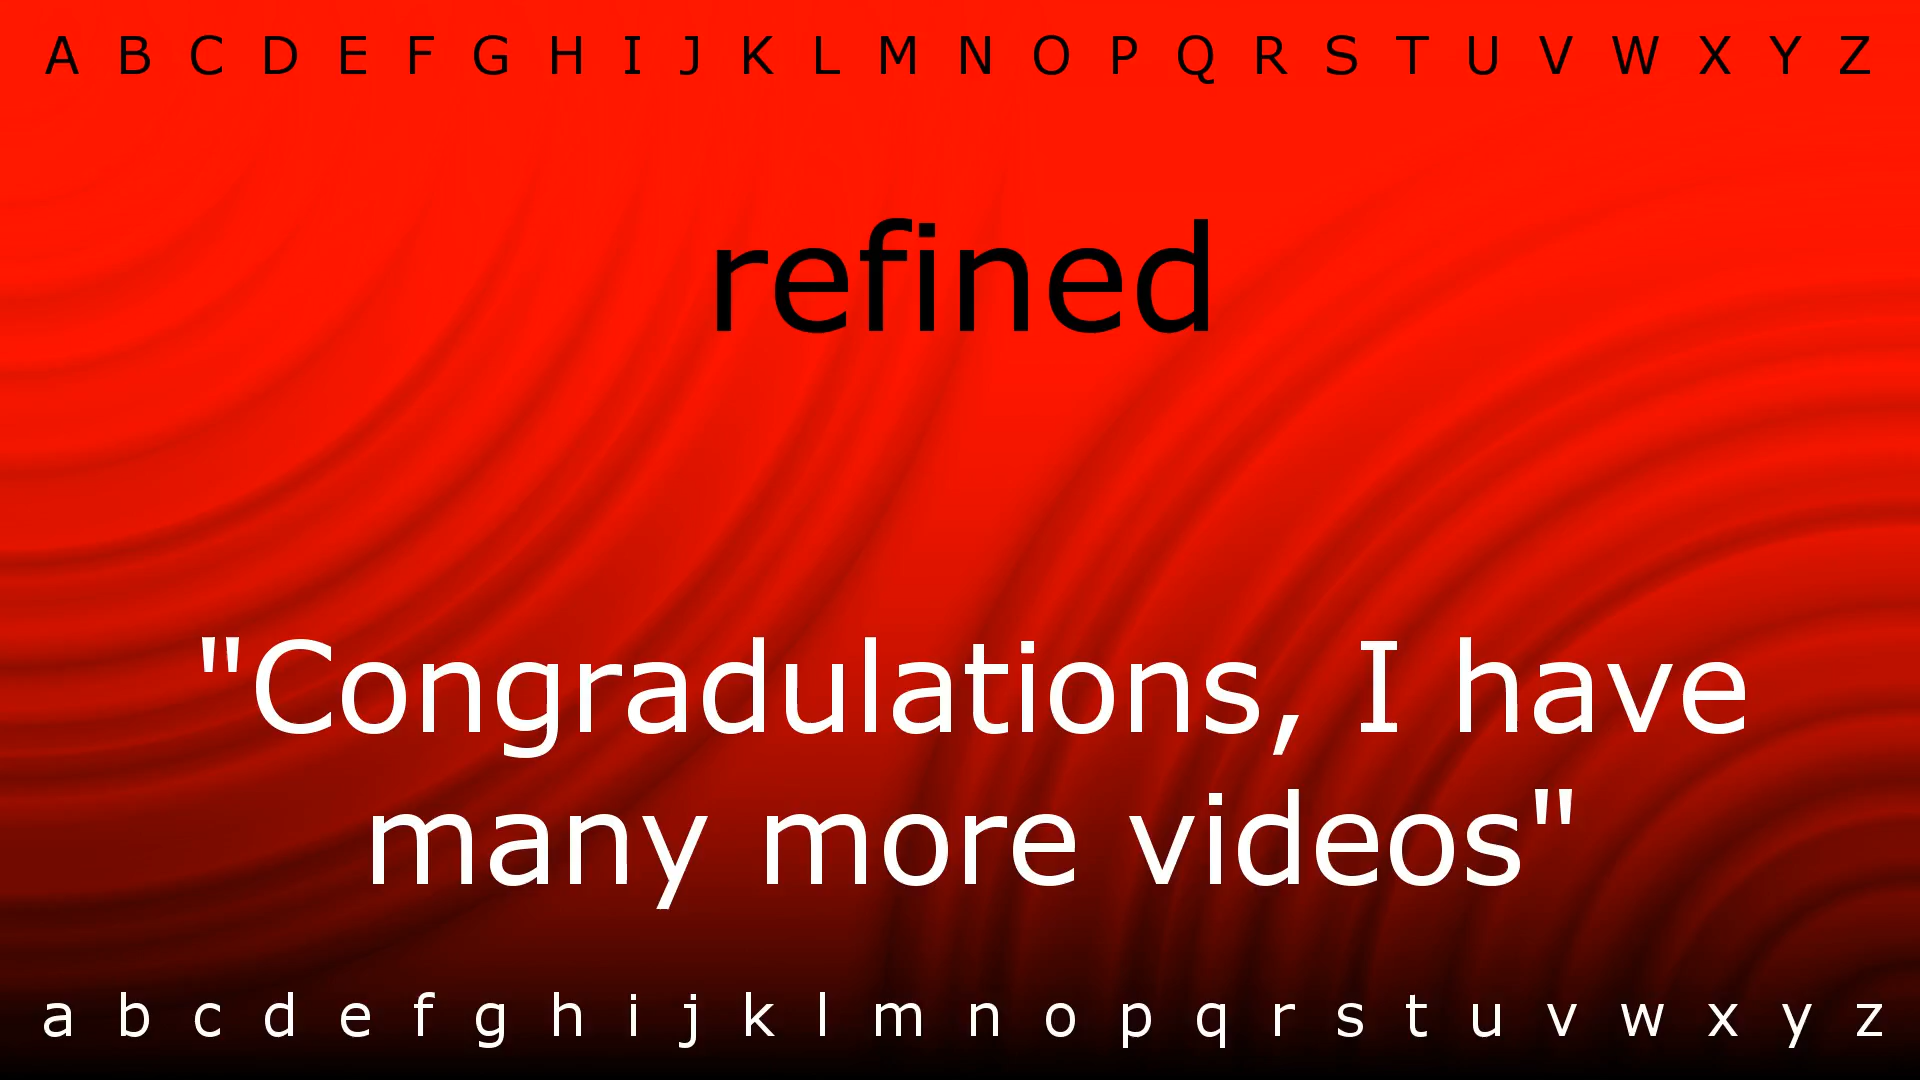 A B C D E F G H I J K L M N O P Q R S T U V W X Y Z
refined
"Congradulations, I have
many more videos"
a b c d e f g h i j k l m n o p q r s t u v w x y z